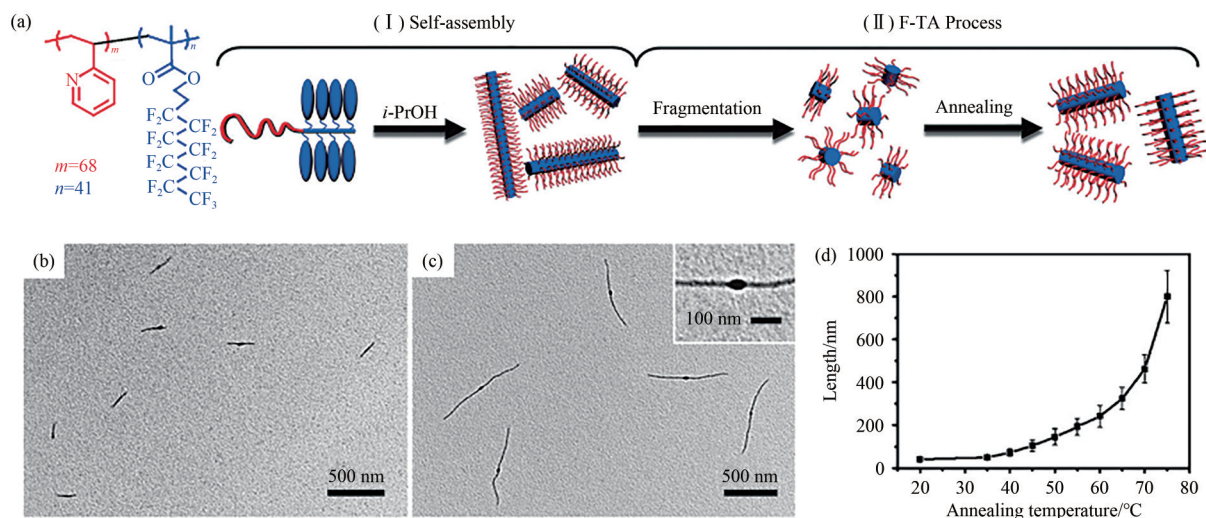 (a)
(Ⅰ) Self-assembly
(Ⅱ) F-TA Process
m
n
N
O
O
F₂C
CF₂
F₂C
CF₂
F₂C
CF₂
F₂C
CF₃
m=68
n=41
i-PrOH
Fragmentation
Annealing
(b)
500 nm
(c)
100 nm
500 nm
(d)
1000
800
600
400
200
0
Length/nm
20 30 40 50 60 70 80
Annealing temperature/°C